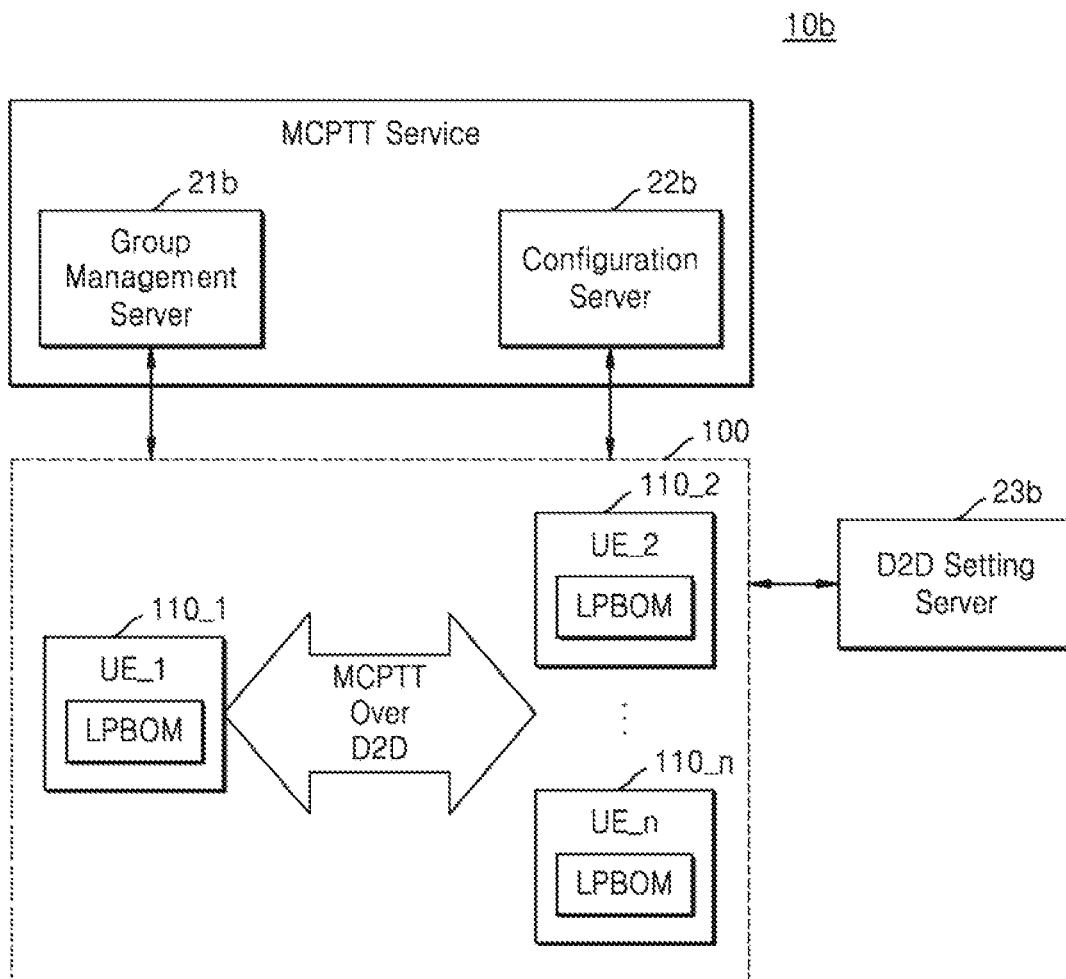 10b
MCPTT Service
21b
22b
Group
Management
Server
Configuration
Server
100
110_2
23b
UE_2
LPBOM
D2D Setting
Server
110_1
UE_1
LPBOM
MCPTT
Over
D2D
⋮
110_n
UE_n
LPBOM